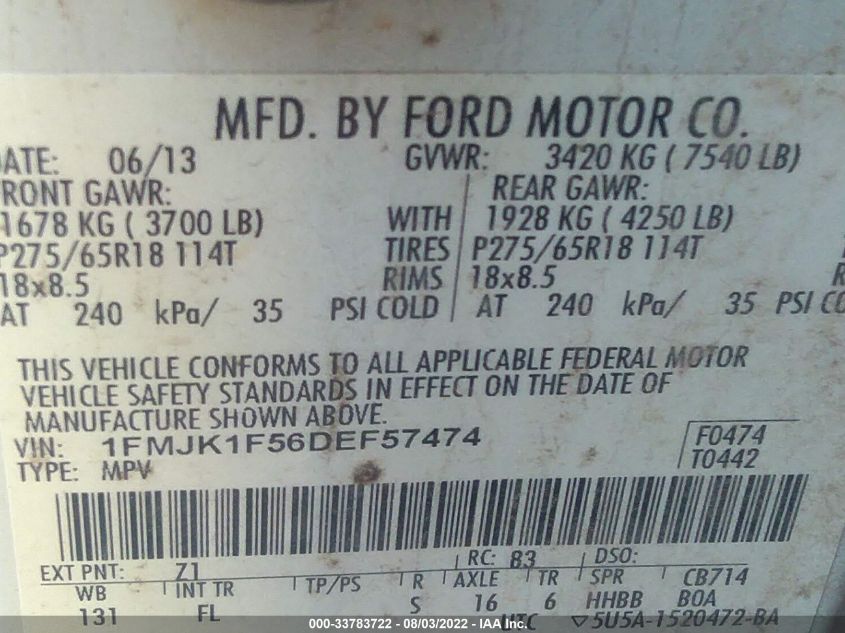 MFD. BY FORD MOTOR CO.
DATE: 06/13 GVWR: 3420 KG ( 7540 LB)
FRONT GAWR: REAR GAWR:
1678 KG ( 3700 LB) WITH 1928 KG ( 4250 LB)
P275/65R18 114T TIRES P275/65R18 114T
18x8.5 RIMS 18x8.5 R
AT 240 kPa/ 35 PSI COLD AT 240 kPa/ 35 PSI CO
THIS VEHICLE CONFORMS TO ALL APPLICABLE FEDERAL MOTOR
VEHICLE SAFETY STANDARDS IN EFFECT ON THE DATE OF
MANUFACTURE SHOWN ABOVE.
VIN: 1FMJK1F56DEF57474 F0474
TYPE: MPV T0442
EXT PNT: Z1 RC: 83 DSO:
WB INT TR TP/PS R AXLE TR SPR CB714
131 FL S 16 6 HHBB B0A
UTC ▽5U5A-1520472-BA
000-33783722 - 08/03/2022 - IAA Inc.